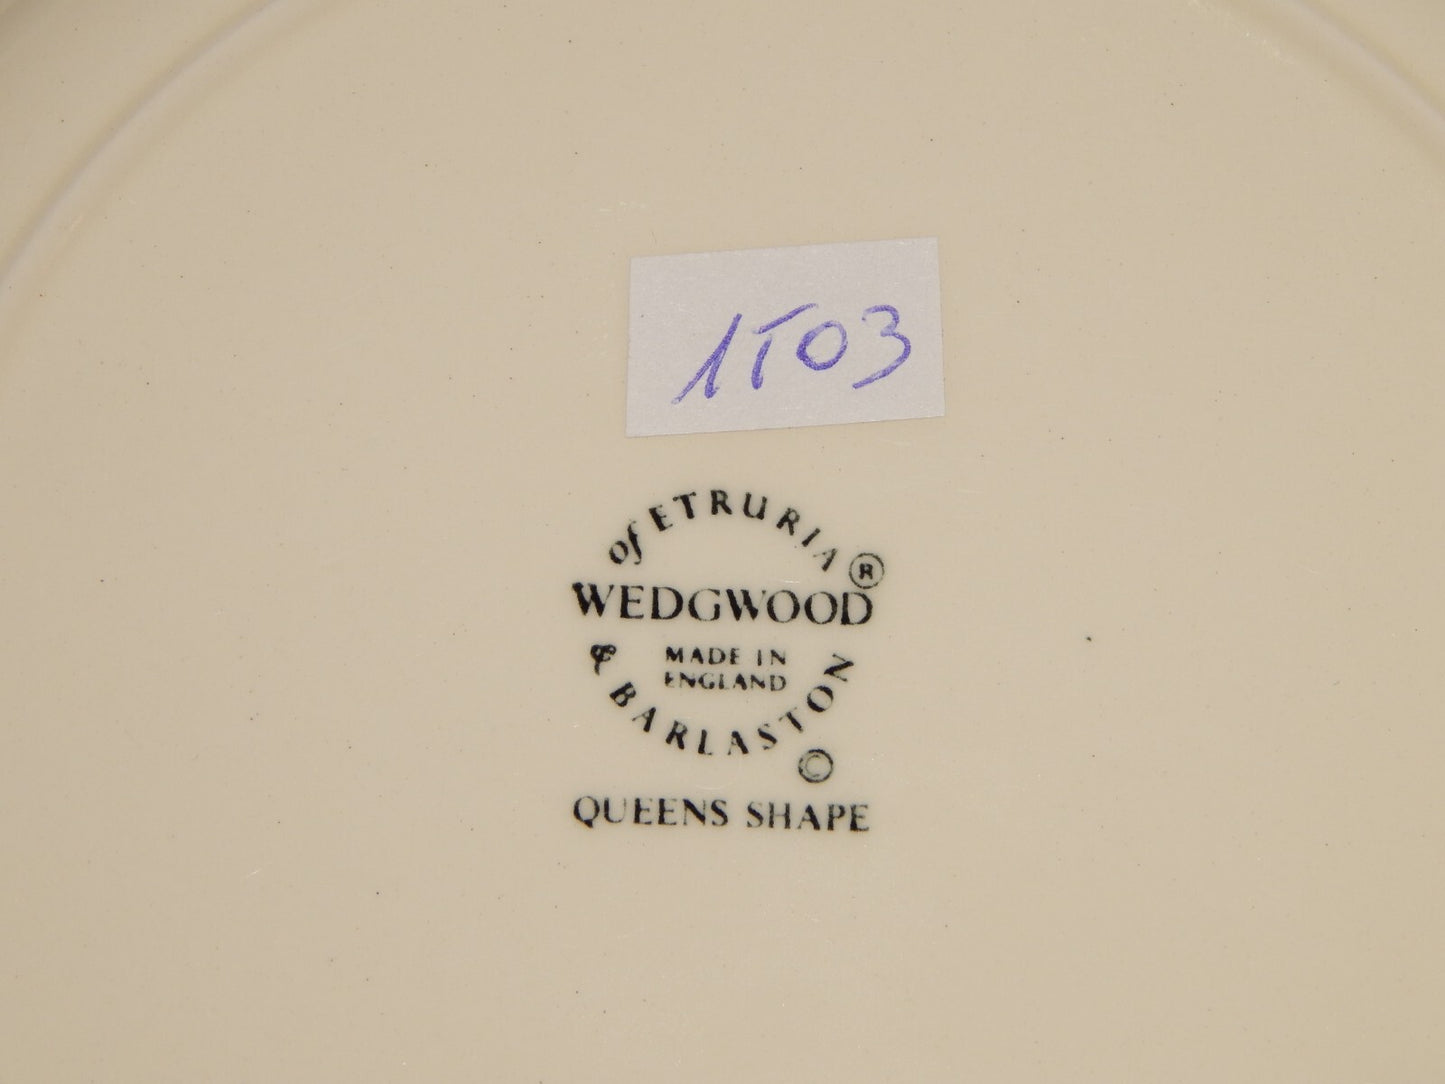 1T03
of ETRURIA ®
WEDGWOOD
MADE IN
ENGLAND
& BARLASTON
©
QUEENS SHAPE